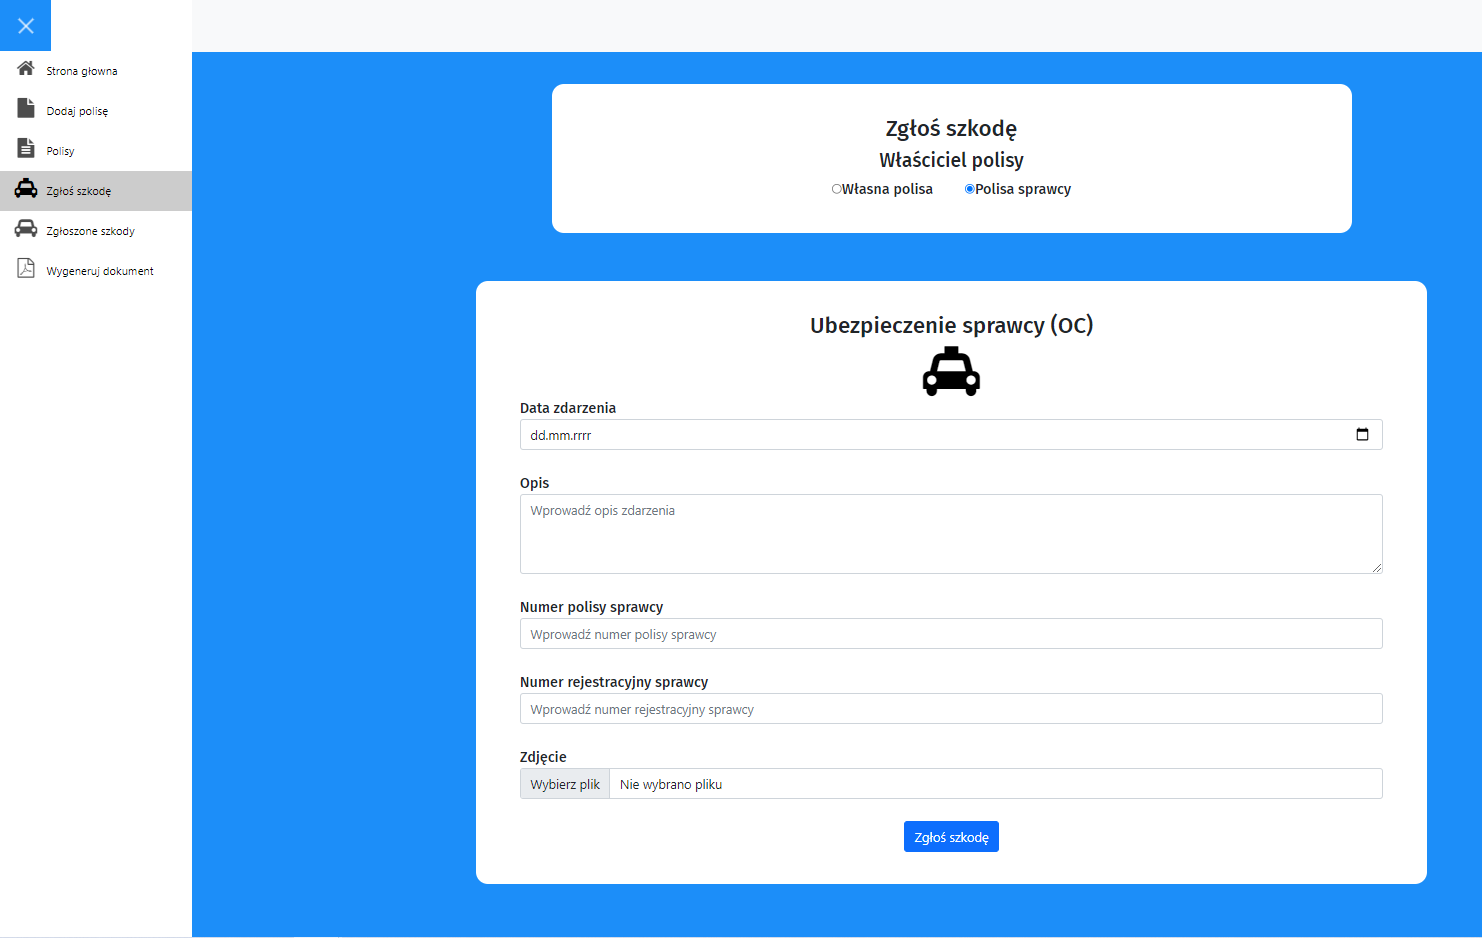 Strona głowna
Dodaj polisę
Polisy
Zgłoś szkodę
Zgłoszone szkody
Wygeneruj dokument
Zgłoś szkodę
Właściciel polisy
Własna polisa Polisa sprawcy
Ubezpieczenie sprawcy (OC)
Data zdarzenia
dd.mm.rrrr
Opis
Wprowadź opis zdarzenia
Numer polisy sprawcy
Wprowadź numer polisy sprawcy
Numer rejestracyjny sprawcy
Wprowadź numer rejestracyjny sprawcy
Zdjęcie
Wybierz plik Nie wybrano pliku
Zgłoś szkodę